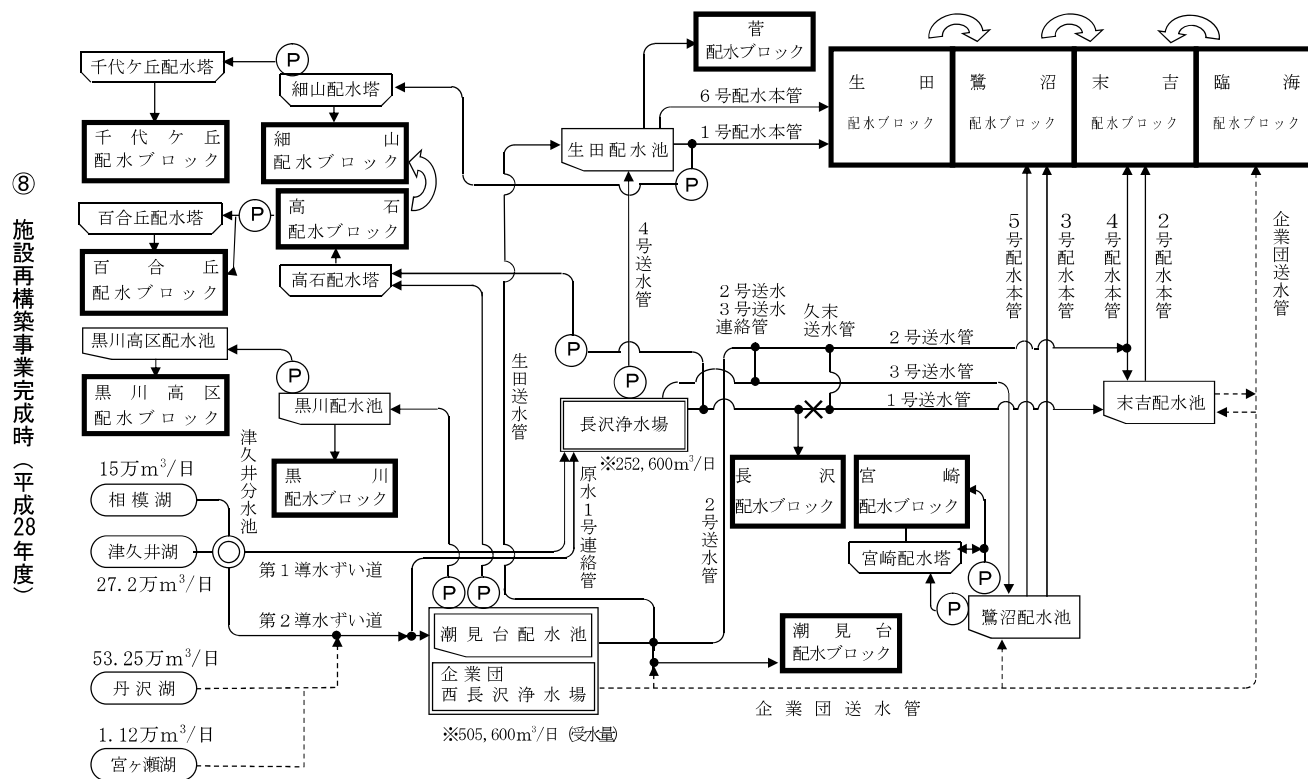 ⑧ 施設再構築事業完成時（平成28年度）
千代ケ丘配水塔
P
細山配水塔
千代ケ丘
配水ブロック
細山
配水ブロック
百合丘配水塔
P
高石
配水ブロック
百合丘
配水ブロック
高石配水塔
黒川高区配水池
P
黒川高区
配水ブロック
黒川配水池
黒川
配水ブロック
菅
配水ブロック
6号配水本管
1号配水本管
生田配水池
P
生田
配水ブロック
鷺沼
配水ブロック
末吉
配水ブロック
臨海
配水ブロック
4号送水管
5号配水本管
3号配水本管
4号配水本管
2号配水本管
企業団送水管
2号送水
3号送水
連絡管
久末
送水管
2号送水管
3号送水管
1号送水管
P
P
生田送水管
長沢浄水場
※252,600m³/日
末吉配水池
長沢
配水ブロック
宮崎
配水ブロック
宮崎配水塔
P
P
鷺沼配水池
2号送水管
原水1号連絡管
津久井分水池
15万m³/日
相模湖
津久井湖
27.2万m³/日
第1導水ずい道
第2導水ずい道
53.25万m³/日
丹沢湖
1.12万m³/日
宮ヶ瀬湖
P
P
潮見台配水池
企業団
西長沢浄水場
※505,600m³/日 (受水量)
潮見台
配水ブロック
企業団送水管